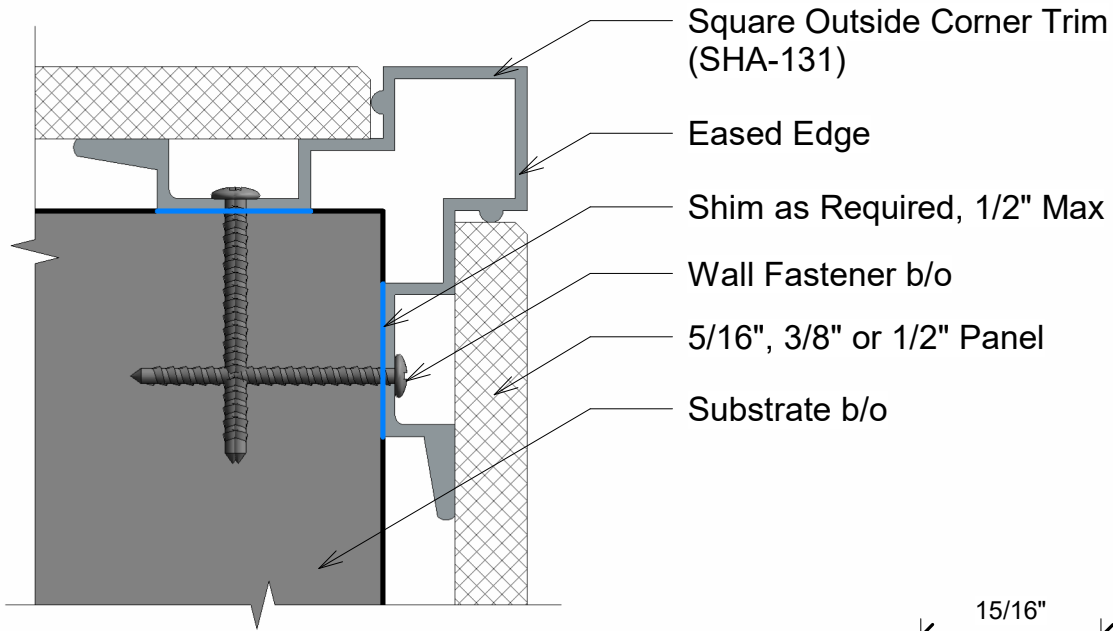 Square Outside Corner Trim
(SHA-131)
Eased Edge
Shim as Required, 1/2" Max
Wall Fastener b/o
5/16", 3/8" or 1/2" Panel
Substrate b/o
15/16"